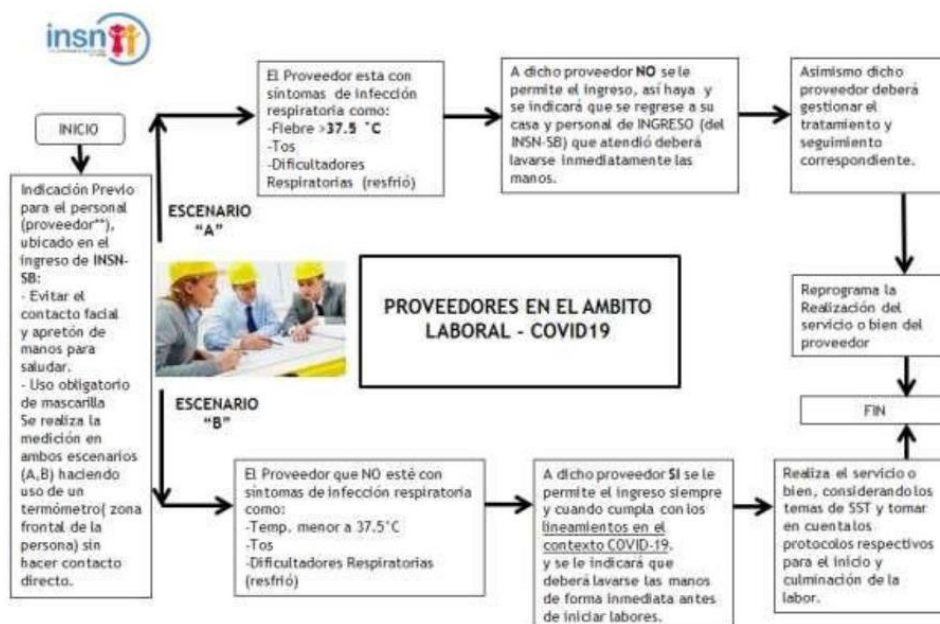 insn
INICIO
Indicación Previo
para el personal
(proveedor**),
ubicado en el
ingreso de INSN-
SB:
- Evitar el
contacto facial
y apretón de
manos para
saludar.
- Uso obligatorio
de mascarilla
Se realiza la
medición en
ambos escenarios
(A,B) haciendo
uso de un
termómetro( zona
frontal de la
persona) sin
hacer contacto
directo.
ESCENARIO
"A"
El Proveedor esta con
síntomas de infección
respiratoria como:
-Fiebre >37.5 °C
-Tos
-Dificultadores
Respiratorias (resfrió)
A dicho proveedor NO se le
permite el ingreso, así haya y
se indicará que se regrese a su
casa y personal de INGRESO (del
INSN-SB) que atendió deberá
lavarse inmediatamente las
manos.
Asimismo dicho
proveedor deberá
gestionar el
tratamiento y
seguimiento
correspondiente.
Reprograma la
Realización del
servicio o bien del
proveedor
FIN
PROVEEDORES EN EL AMBITO
LABORAL - COVID19
ESCENARIO
"B"
El Proveedor que NO esté con
síntomas de infección respiratoria
como:
-Temp. menor a 37.5°C
-Tos
-Dificultadores Respiratorias
(resfrió)
A dicho proveedor SI se le
permite el ingreso siempre
y cuando cumpla con los
lineamientos en el
contexto COVID-19.
y se le indicará que
deberá lavarse las manos
de forma inmediata antes
de iniciar labores.
Realiza el servicio o
bien, considerando los
temas de SST y tomar
en cuenta los
protocolos respectivos
para el inicio y
culminación de la
labor.